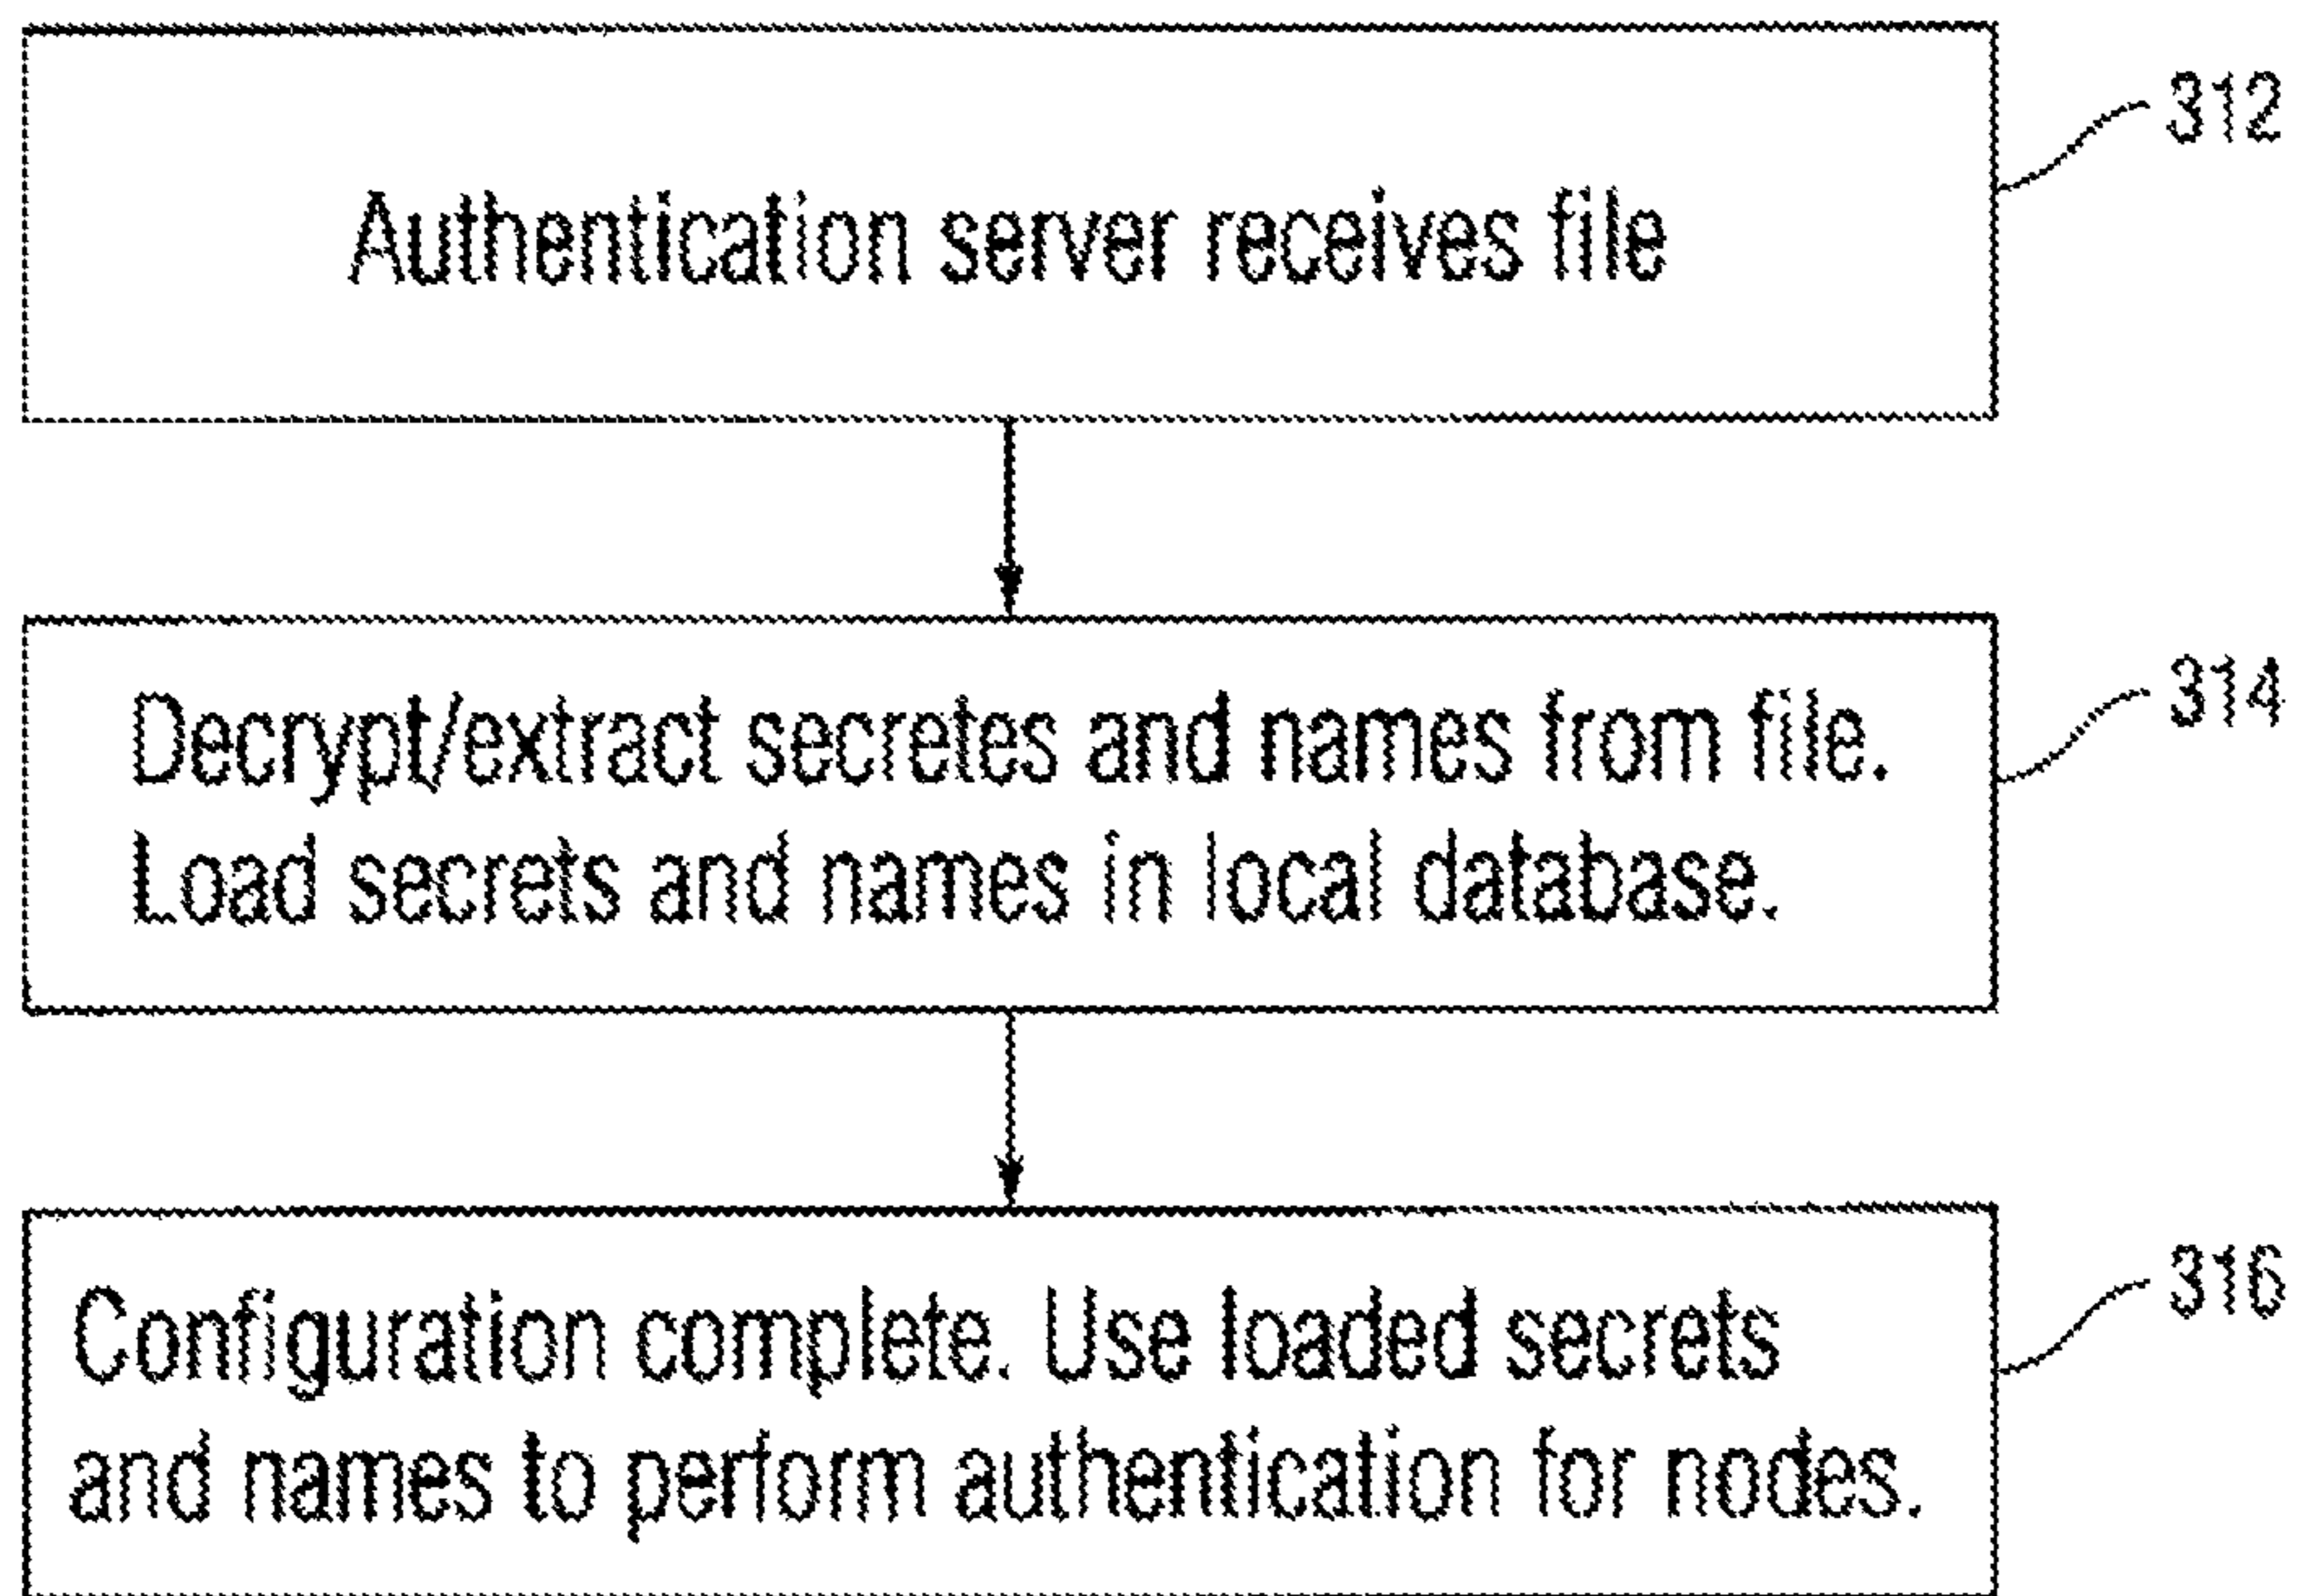 312
Authentication server receives file
314
Decrypt/extract secretes and names from file.
Load secrets and names in local database.
316
Configuration complete. Use loaded secrets
and names to perform authentication for nodes.